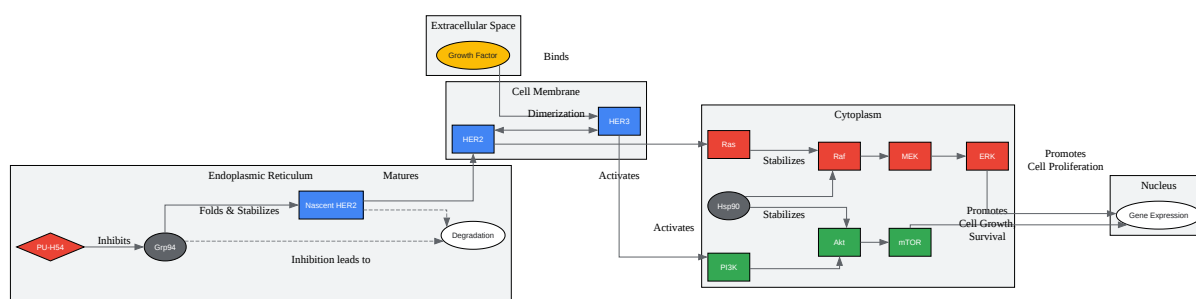 Extracellular Space
Growth Factor
Binds
Cell Membrane
Dimerization
HER3
HER2
Cytoplasm
Ras
Stabilizes
Raf
MEK
ERK
Promotes
Cell Proliferation
Activates
Endoplasmic Reticulum
Matures
Nucleus
Nascent HER2
Folds & Stabilizes
Hsp90
Stabilizes
Promotes
Cell Growth,
Survival
Gene Expression
Activates
Degradation
PU-H54
Inhibits
Grp94
Akt
mTOR
Inhibition leads to
PI3K